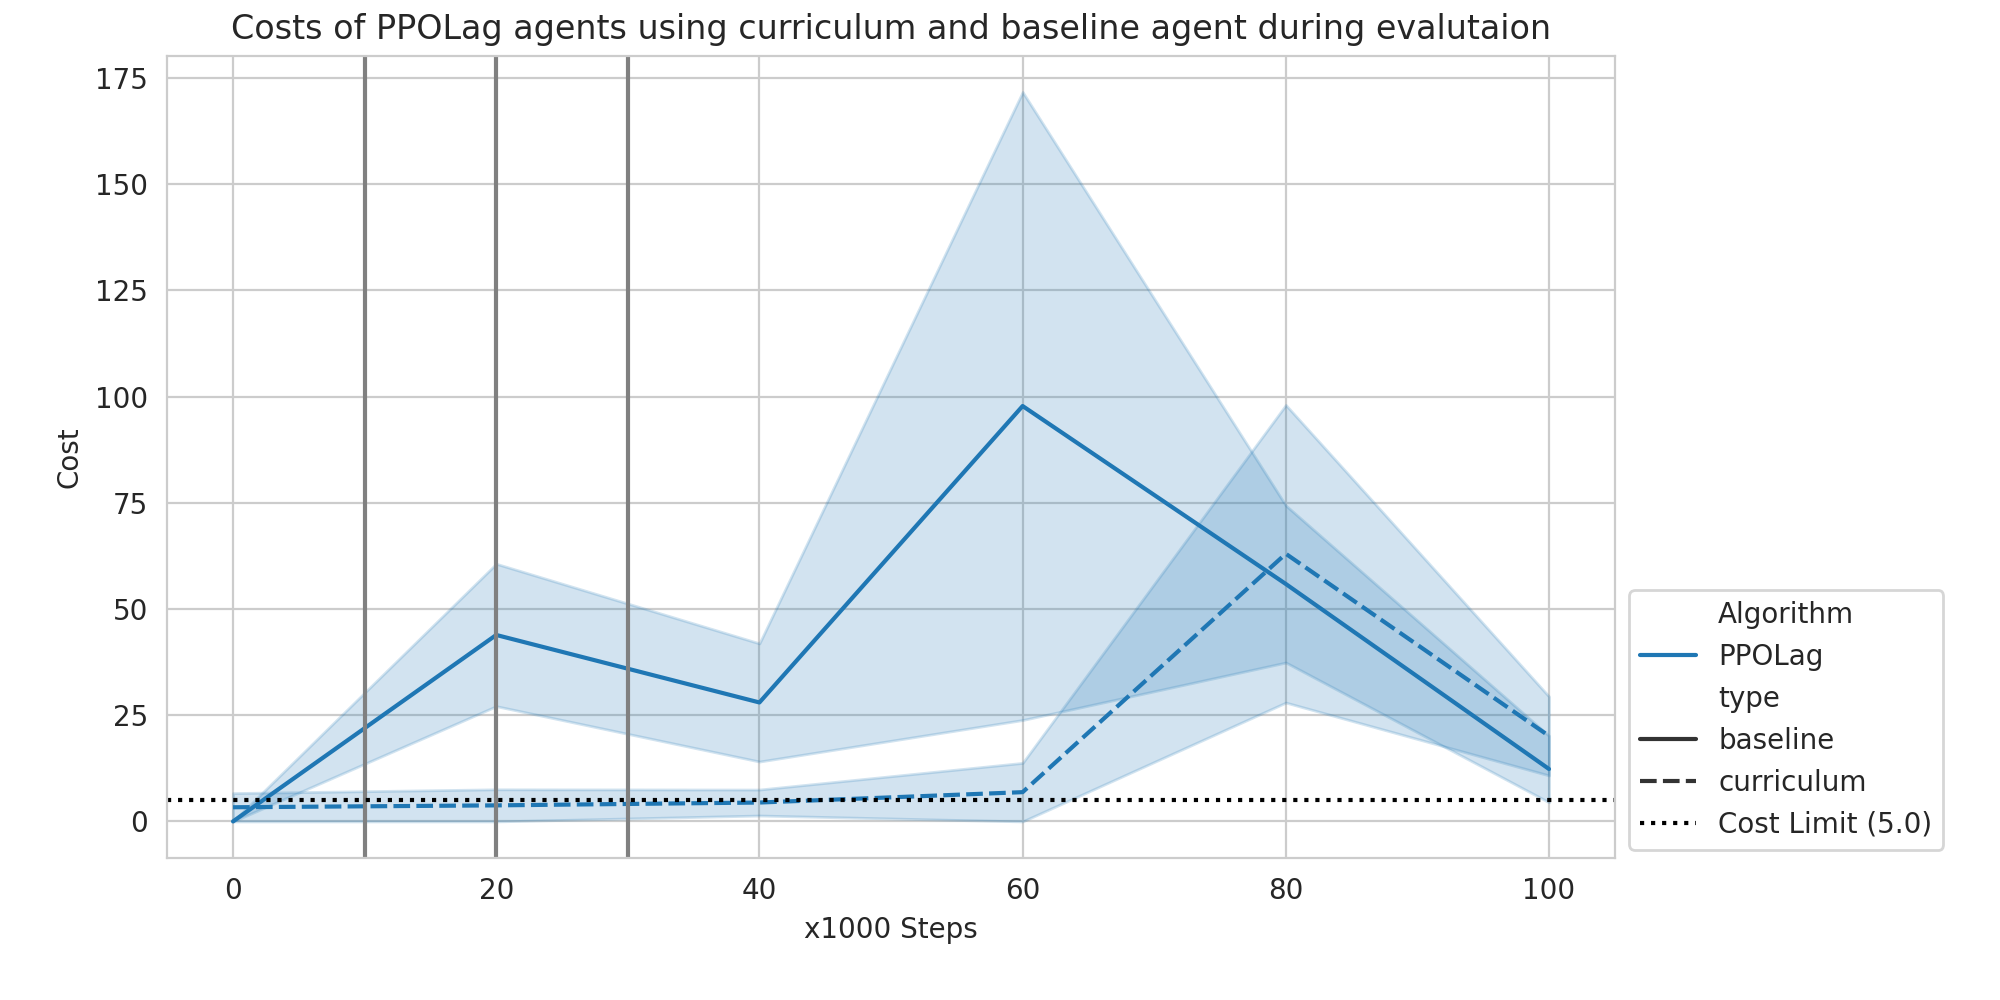 Costs of PPOLag agents using curriculum and baseline agent during evalutaion
175
150
125
100
75
50
25
0
Cost
0 20 40 60 80 100
x1000 Steps
Algorithm
PPOLag
type
baseline
curriculum
Cost Limit (5.0)